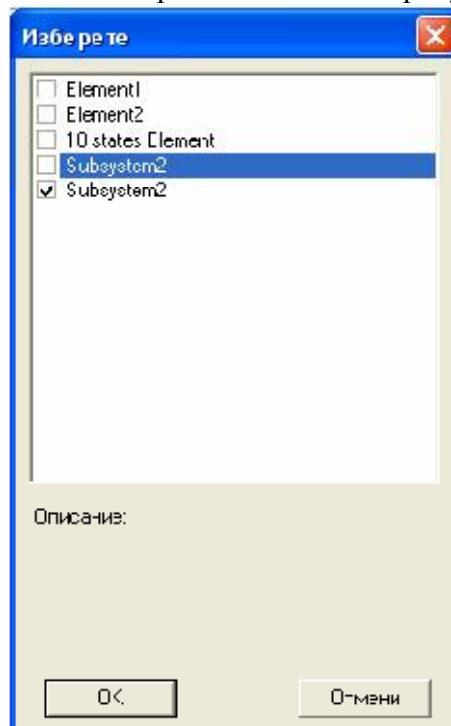 Изберете
Element1
Element2
10 states Element
Subsystem2
Subsystem2
Описание:
OK
Отмени